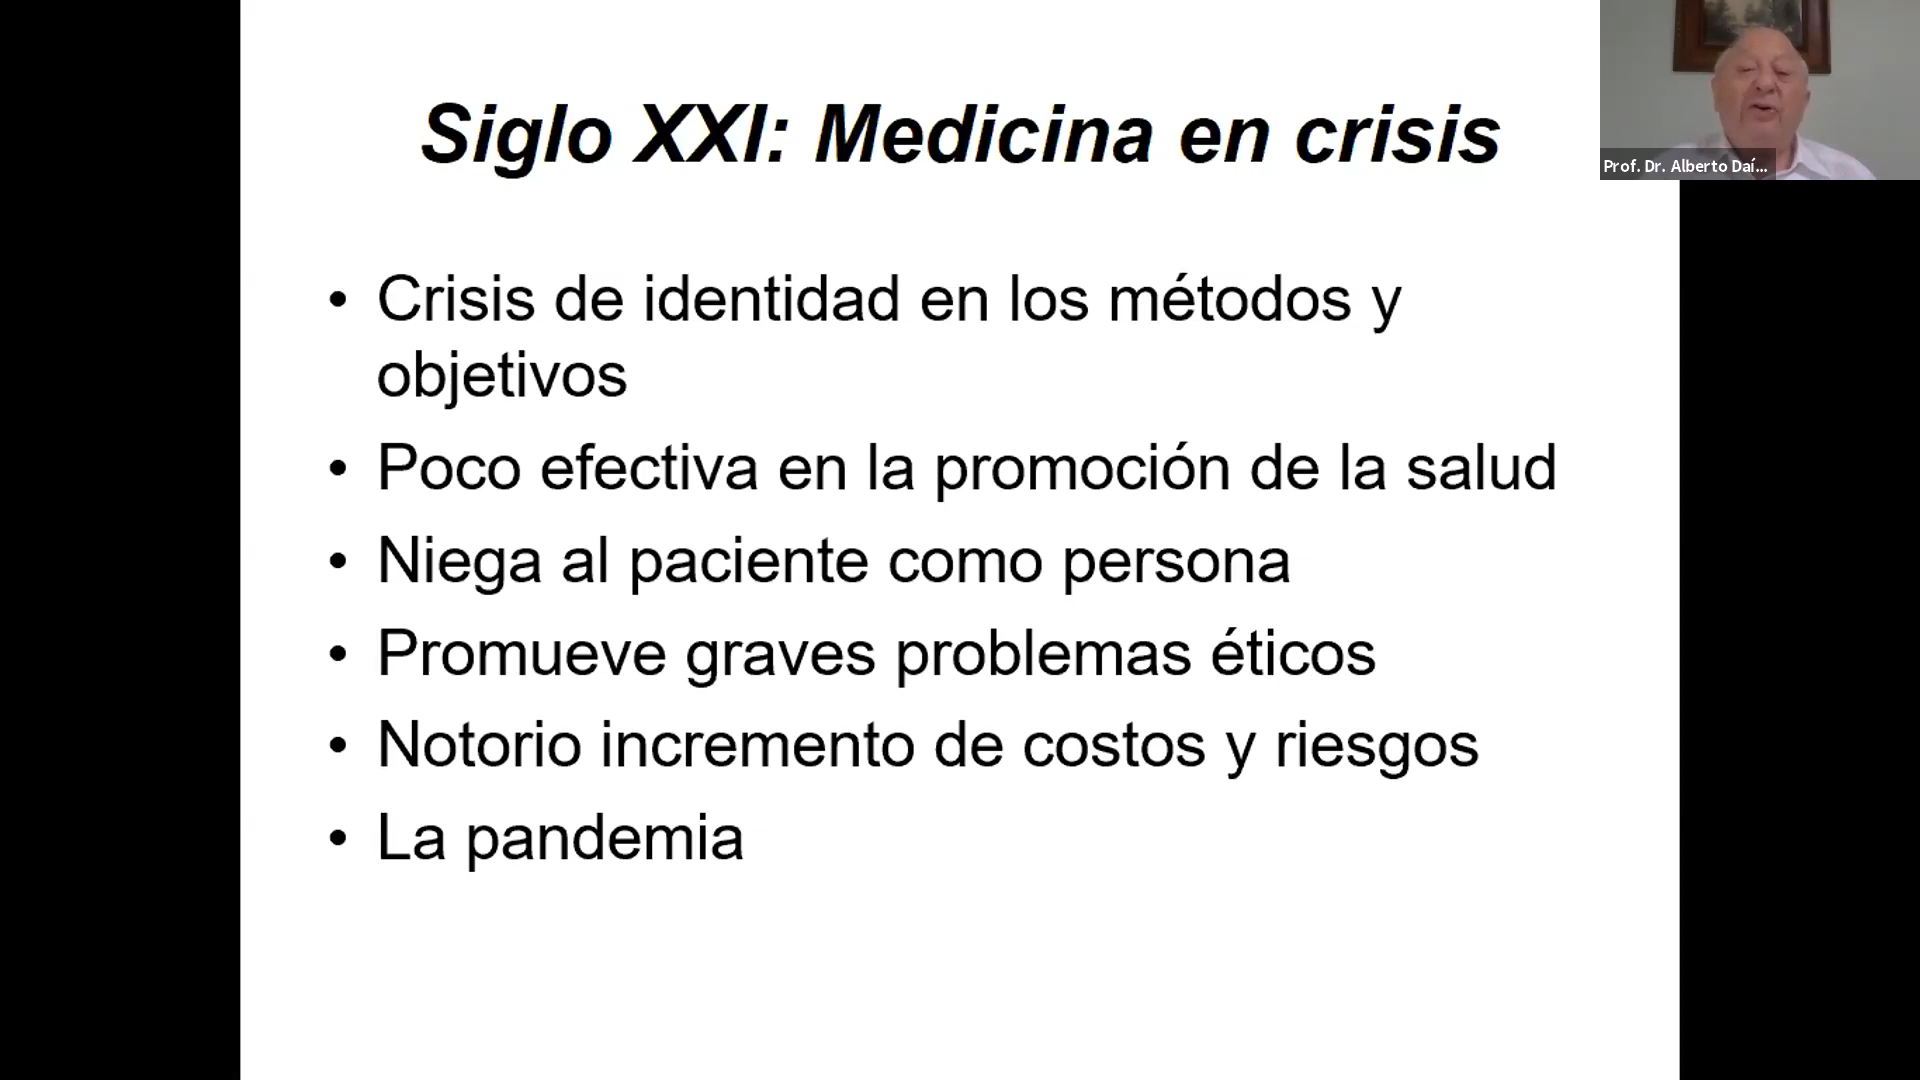 Siglo XXI: Medicina en crisis
Prof. Dr. Alberto Daí...
• Crisis de identidad en los métodos y
objetivos
• Poco efectiva en la promoción de la salud
• Niega al paciente como persona
• Promueve graves problemas éticos
• Notorio incremento de costos y riesgos
• La pandemia